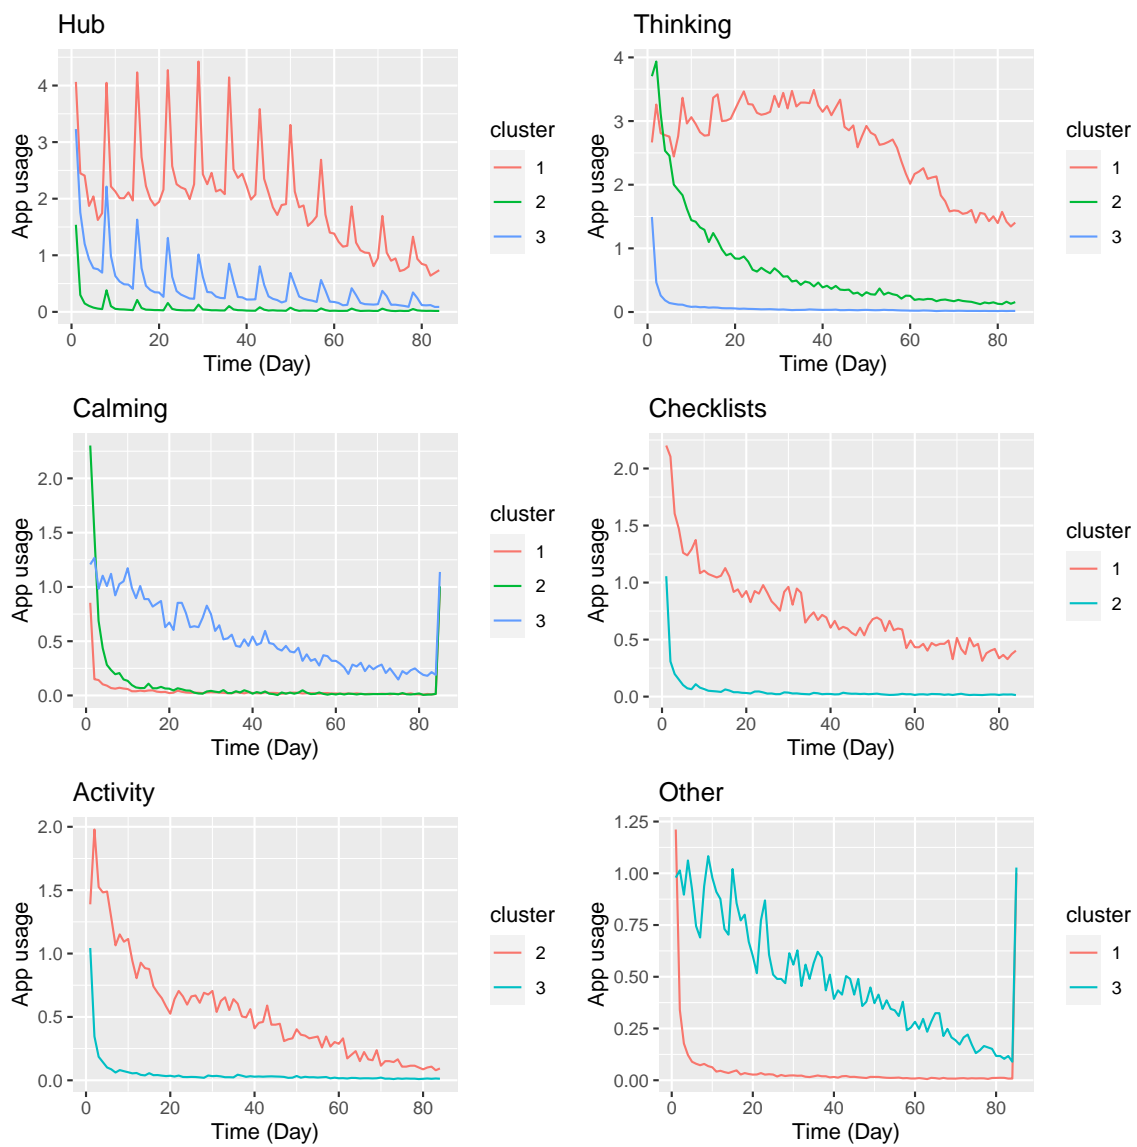 Hub
App usage
4
3
2
1
0
0 20 40 60 80
Time (Day)
cluster
1
2
3
Thinking
App usage
4
3
2
1
0
0 20 40 60 80
Time (Day)
cluster
1
2
3
Calming
App usage
2.0
1.5
1.0
0.5
0.0
0 20 40 60 80
Time (Day)
cluster
1
2
3
Checklists
App usage
2.0
1.5
1.0
0.5
0.0
0 20 40 60 80
Time (Day)
cluster
1
2
Activity
App usage
2.0
1.5
1.0
0.5
0.0
0 20 40 60 80
Time (Day)
cluster
2
3
Other
App usage
1.25
1.00
0.75
0.50
0.25
0.00
0 20 40 60 80
Time (Day)
cluster
1
3